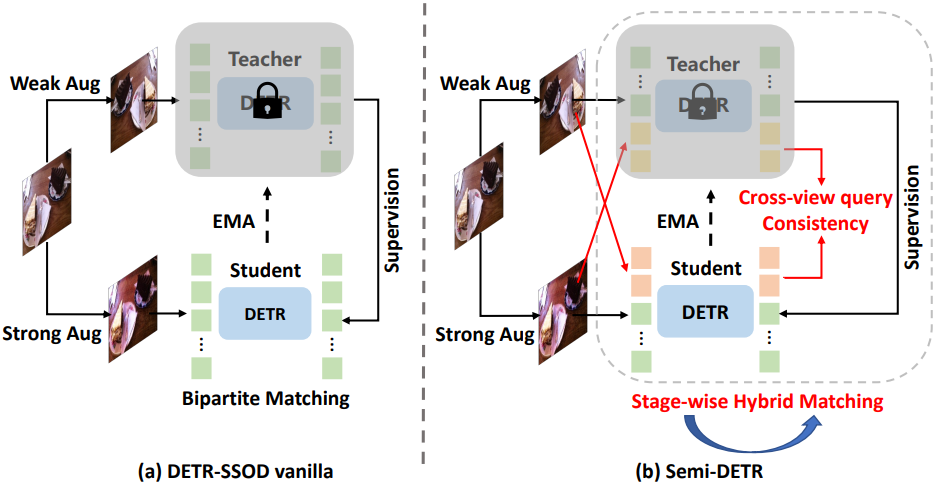 Teacher
Weak Aug
DETR
Supervision
EMA
Student
DETR
Strong Aug
Bipartite Matching
(a) DETR-SSOD vanilla
Teacher
Weak Aug
DETR
?
Cross-view query
Consistency
Supervision
EMA
Student
DETR
Strong Aug
Stage-wise Hybrid Matching
(b) Semi-DETR